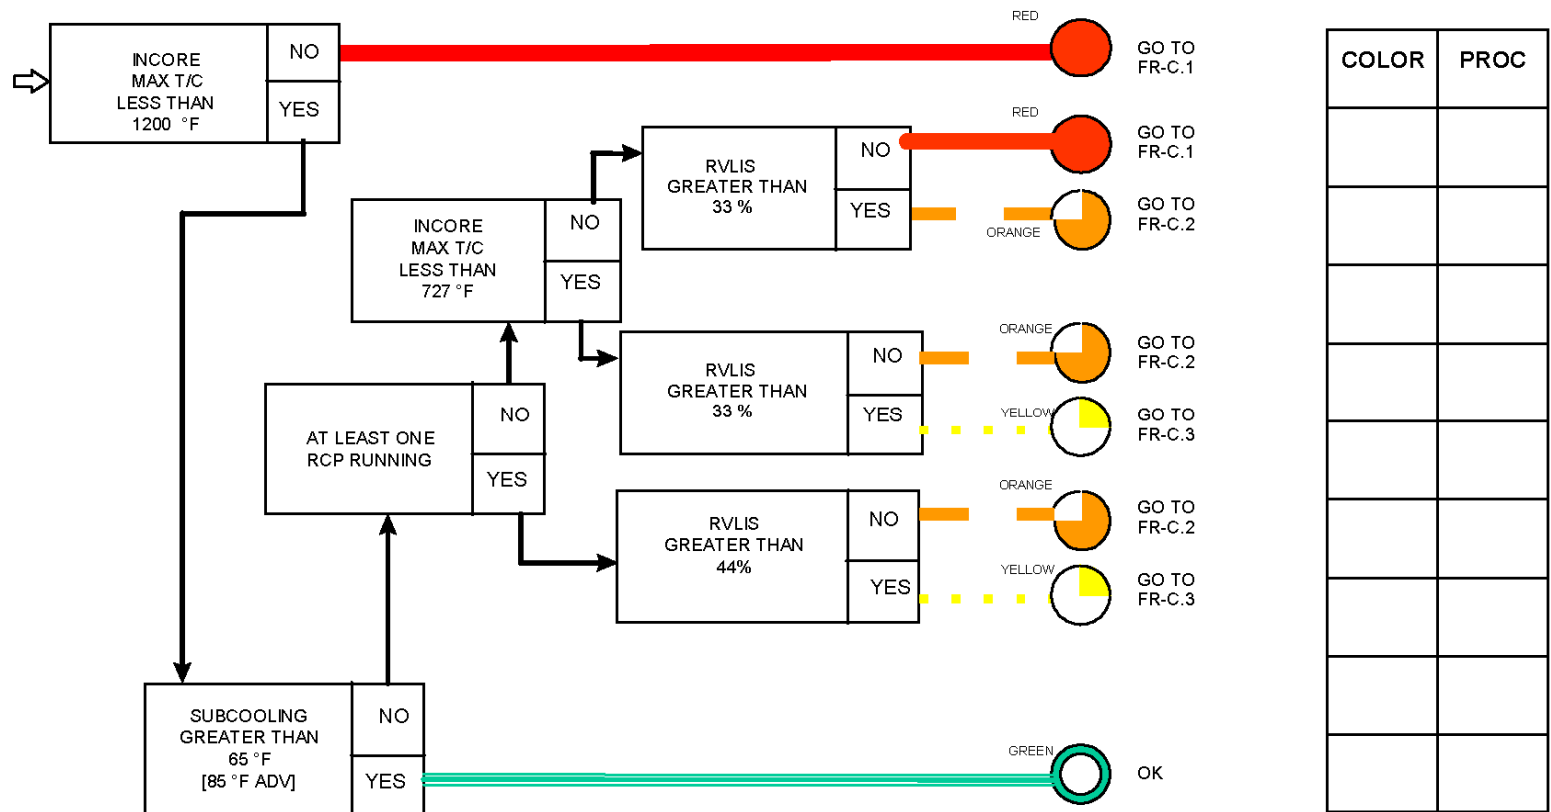 RED
INCORE
MAX T/C
LESS THAN
1200 °F
NO
YES
GO TO
FR-C.1
COLOR
PROC
RED
GO TO
FR-C.1
RVLIS
GREATER THAN
33 %
NO
YES
ORANGE
GO TO
FR-C.2
INCORE
MAX T/C
LESS THAN
727 °F
NO
YES
RVLIS
GREATER THAN
33 %
NO
YES
ORANGE
GO TO
FR-C.2
YELLOW
GO TO
FR-C.3
AT LEAST ONE
RCP RUNNING
NO
YES
RVLIS
GREATER THAN
44%
NO
YES
ORANGE
GO TO
FR-C.2
YELLOW
GO TO
FR-C.3
SUBCOOLING
GREATER THAN
65 °F
[85 °F ADV]
NO
YES
GREEN
OK